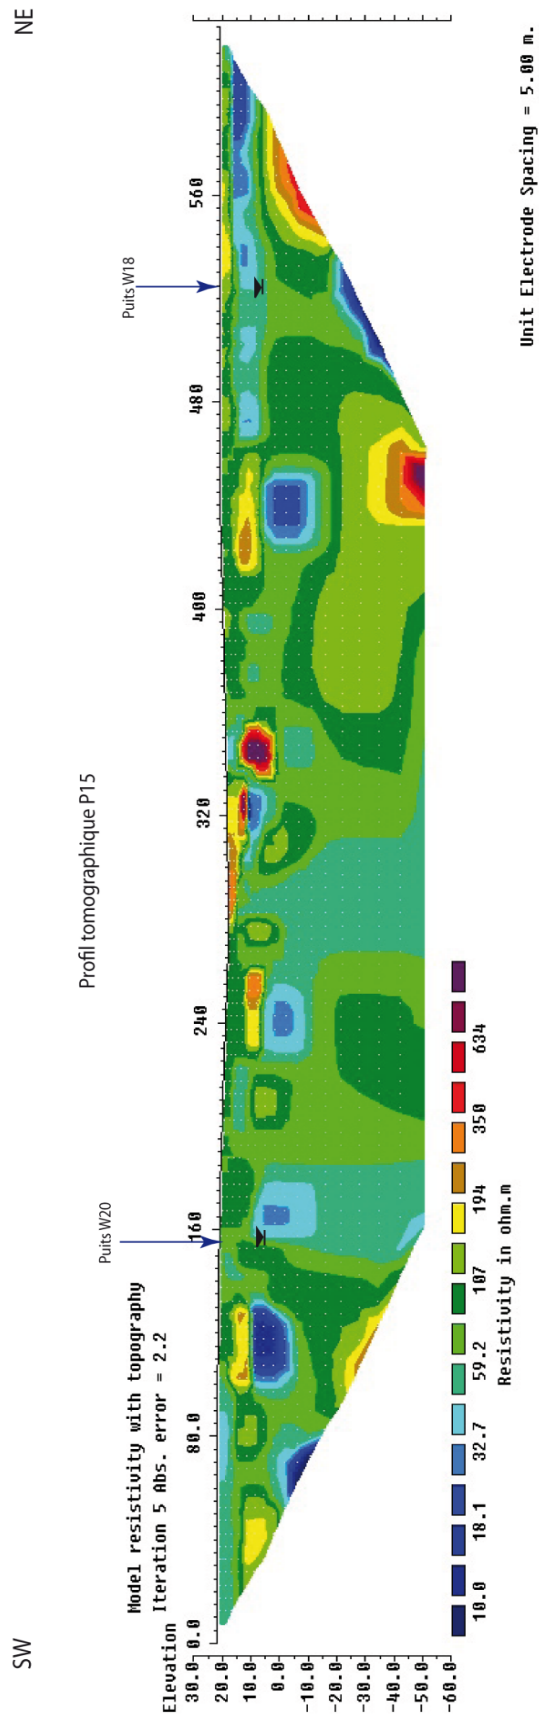 SW
NE
Profil tomographique P15
Puits W20
Puits W18
Model resistivity with topography
Iteration 5 Abs. error = 2.2
Elevation
0.0 80.0 160 240 320 400 480 560
30.0
20.0
10.0
0.0
-10.0
-20.0
-30.0
-40.0
-50.0
-60.0
10.0 18.1 32.7 59.2 107 194 350 634
Resistivity in ohm.m
Unit Electrode Spacing = 5.00 m.